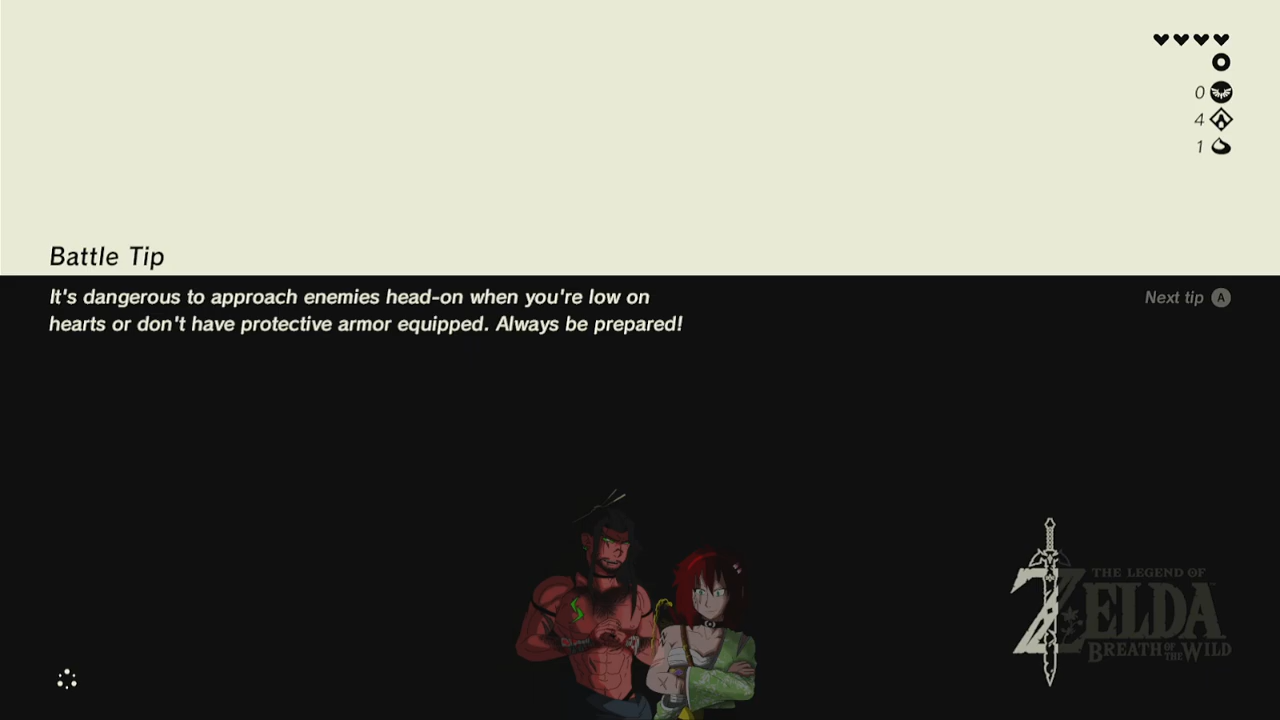 0
4
1
Battle Tip
It's dangerous to approach enemies head-on when you're low on
hearts or don't have protective armor equipped. Always be prepared!
Next tip A
THE LEGEND OF
ZELDA
BREATH OF THE WILD